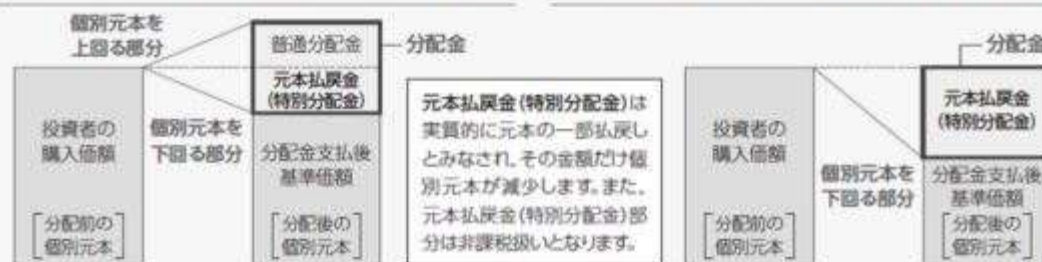 個別元本を
上回る部分
普通分配金
分配金
元本払戻金
(特別分配金)
投資者の
購入価額
個別元本を
下回る部分
分配金支払後
基準価額
[分配前の
個別元本]
[分配後の
個別元本]
元本払戻金(特別分配金)は
実質的に元本の一部払戻し
とみなされ、その金額だけ個
別元本が減少します。また、
元本払戻金(特別分配金)部
分は非課税扱いとなります。
分配金
元本払戻金
(特別分配金)
投資者の
購入価額
個別元本を
下回る部分
分配金支払後
基準価額
[分配前の
個別元本]
[分配後の
個別元本]